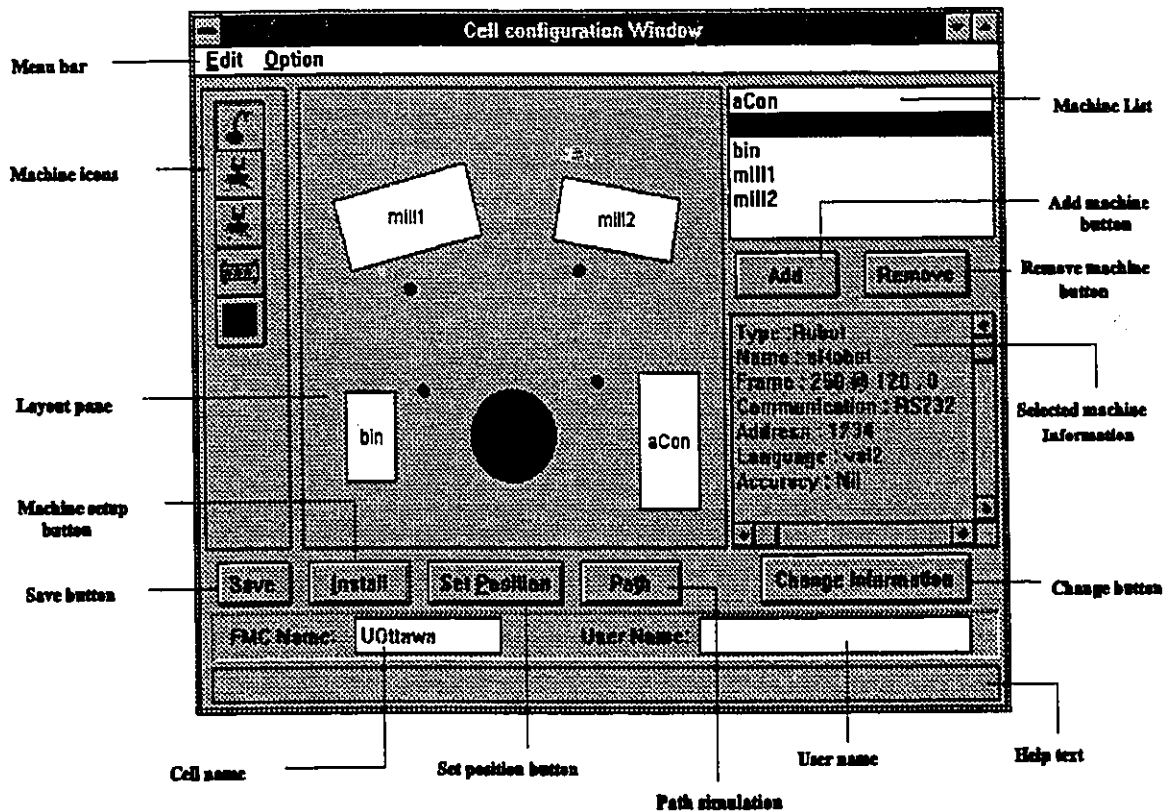 Cell configuration Window
Edit Option
Menu bar
aCon
Machine List
bin
mill1
mill2
Machine icons
mill1
mill2
Add machine
button
Add
Remove
Remove machine
button
Type :Robot
Name : aRobot
Frame : 250 @ 120 , 0
Communication : RS232
Address : 1234
Language : val2
Accuracy : Nil
Layout pane
Selected machine
Information
bin
aCon
Machine setup
button
Save
Install
Set Position
Path
Change Information
Save button
Change button
FMC Name:
UOttawa
User Name:
Cell name
Set position button
User name
Help text
Path simulation